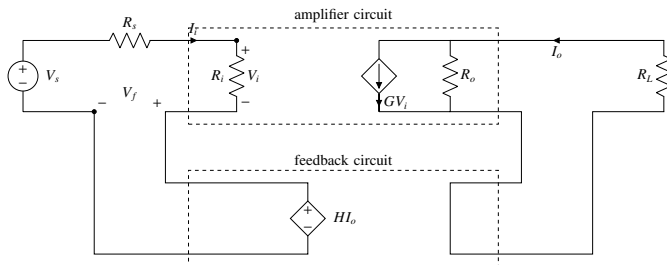 amplifier circuit
R_s
I_i
+
I_o
+
−
V_s
R_i
V_i
R_o
R_L
−
V_f
+
−
GV_i
feedback circuit
+
−
HI_o